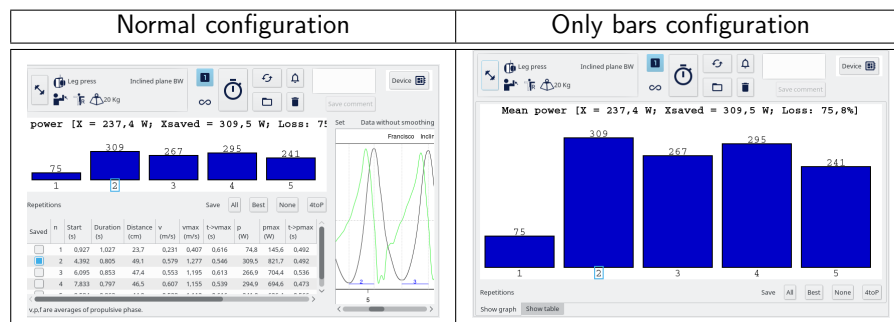 Normal configuration
Only bars configuration
Leg press
Inclined plane BW
1
Device
20 Kg
∞
Save comment
power [X = 237,4 W; Xsaved = 309,5 W; Loss: 75
75
309
267
295
241
1
2
3
4
5
Repetitions
Save
All
Best
None
4toP
Saved n Start (s) Duration (s) Distance (cm) v (m/s) vmax (m/s) t->vmax (s) p (W) pmax (W) t->pmax (s)
1 0,927 1,027 23,7 0,231 0,407 0,616 74,8 145,6 0,492
2 4,392 0,805 49,1 0,579 1,277 0,546 309,5 821,7 0,492
3 6,095 0,853 47,4 0,553 1,195 0,613 266,9 704,4 0,536
4 7,833 0,797 46,5 0,607 1,155 0,539 294,9 694,6 0,473
v,p,f are averages of propulsive phase.
Set
Data without smoothing
Francisco Inclin
2
3
5
Leg press
Inclined plane BW
1
Device
20 Kg
∞
Save comment
Mean power [X = 237,4 W; Xsaved = 309,5 W; Loss: 75,8%]
75
309
267
295
241
1
2
3
4
5
Repetitions
Save
All
Best
None
4toP
Show graph
Show table